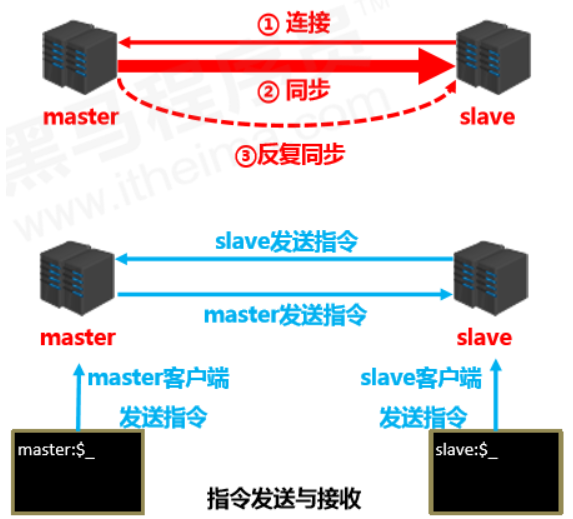 ① 连接
② 同步
master
slave
③反复同步
黑马程序员™
www.itheima.com
slave发送指令
master发送指令
master
slave
master客户端
发送指令
slave客户端
发送指令
master:$_
slave:$_
指令发送与接收